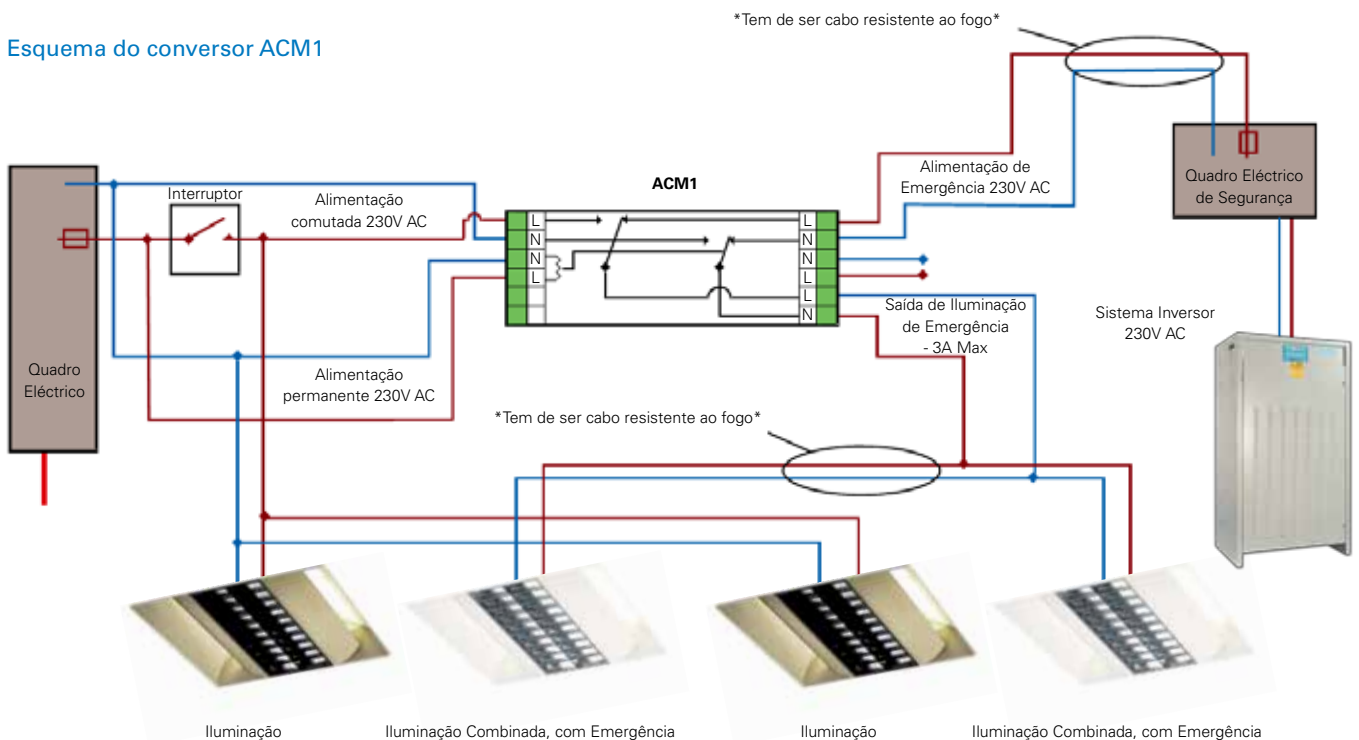 *Tem de ser cabo resistente ao fogo*
Esquema do conversor ACM1
Interruptor
Alimentação
comutada 230V AC
ACM1
Alimentação de
Emergência 230V AC
Quadro Eléctrico
de Segurança
L
N
N
L
L
N
N
L
L
N
Saída de Iluminação
de Emergência
- 3A Max
Sistema Inversor
230V AC
Quadro
Eléctrico
Alimentação
permanente 230V AC
*Tem de ser cabo resistente ao fogo*
Iluminação
Iluminação Combinada, com Emergência
Iluminação
Iluminação Combinada, com Emergência